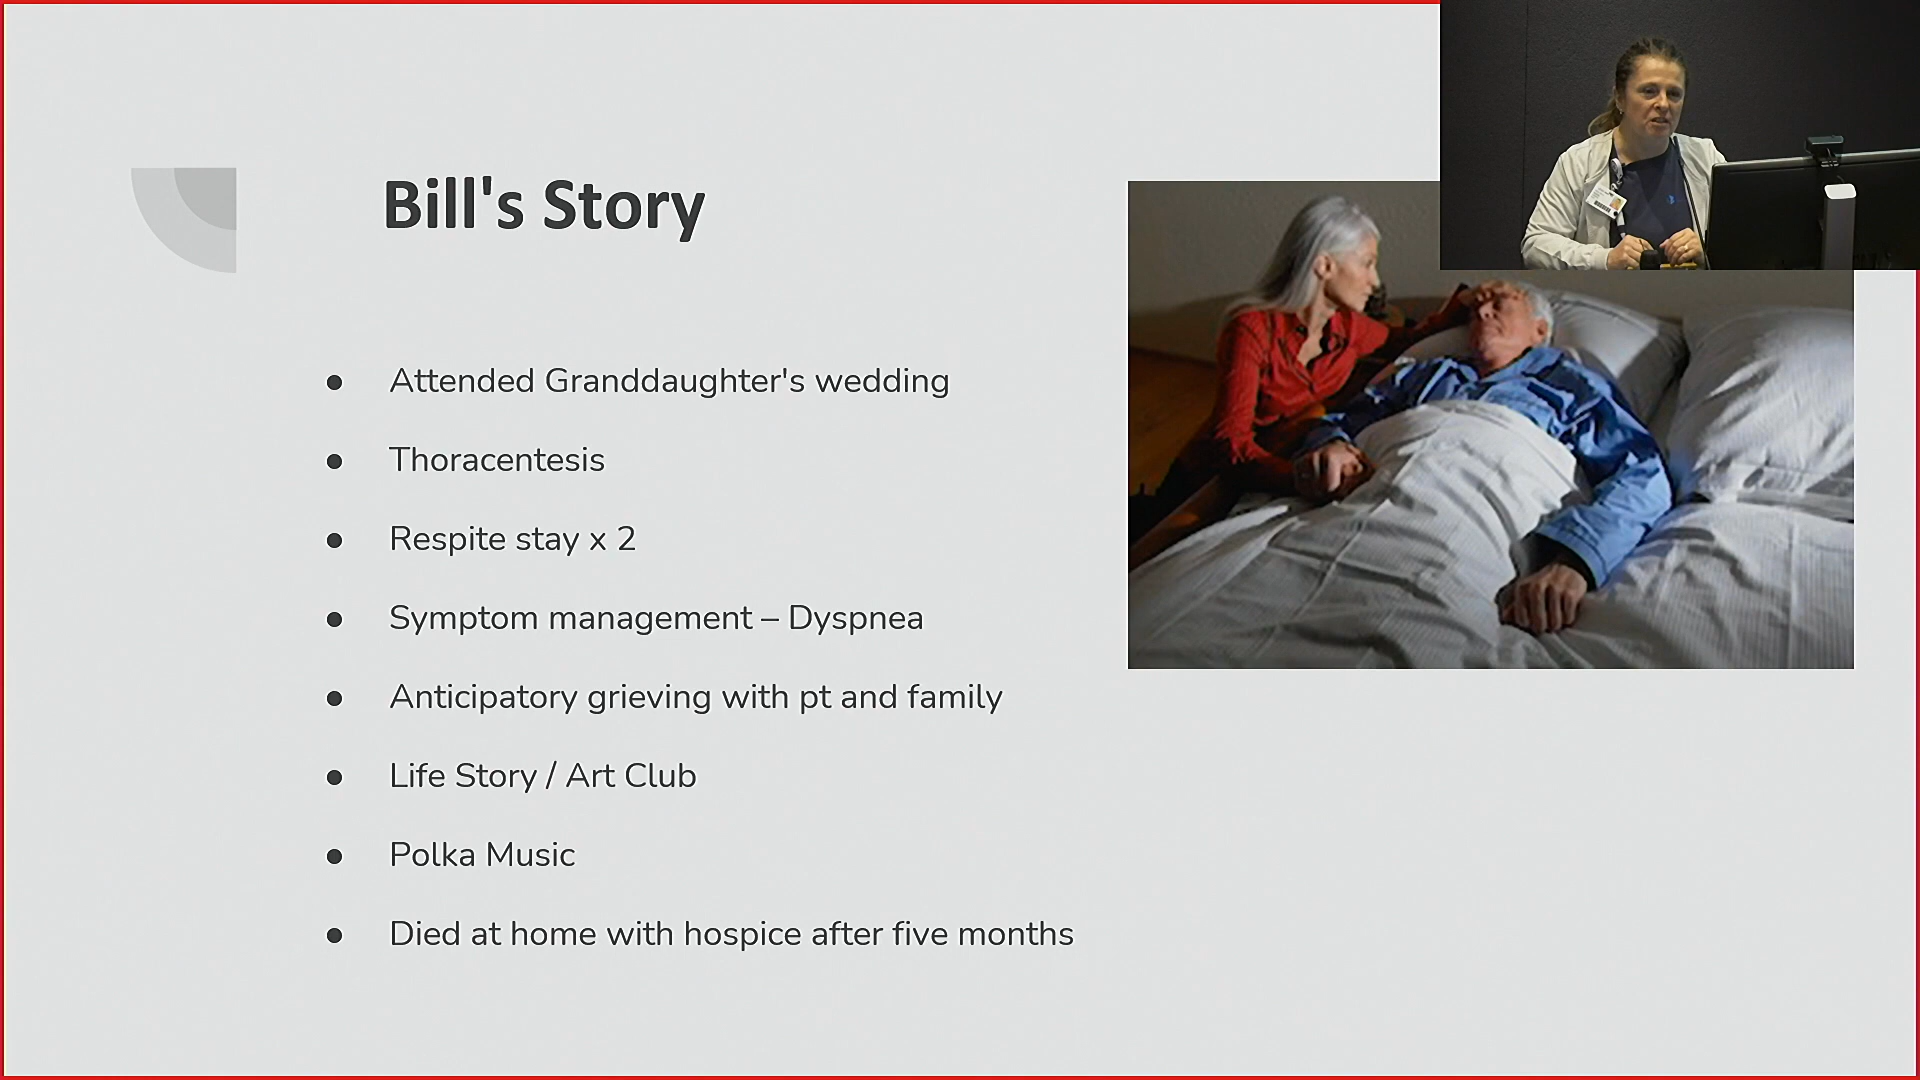 Bill's Story
● Attended Granddaughter's wedding
● Thoracentesis
● Respite stay x 2
● Symptom management – Dyspnea
● Anticipatory grieving with pt and family
● Life Story / Art Club
● Polka Music
● Died at home with hospice after five months